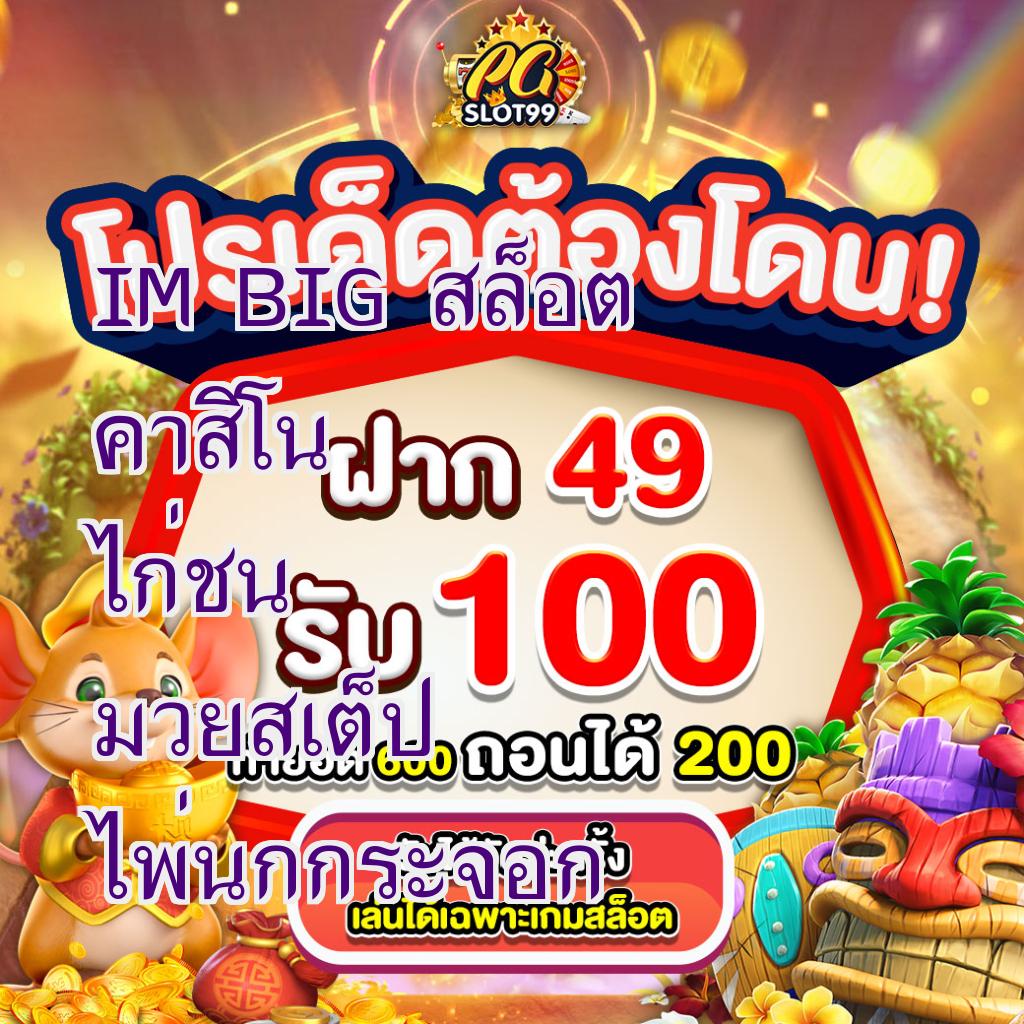 PG
SLOT99
โปรเด็ดต้องโดน!
IM BIG สล็อต
คาสิโน
ฝาก 49
ไก่ชน
รับ 100
มวยสเต็ป
600 ถอนได้ 200
ไพ่นกกระจอก
เล่นได้เฉพาะเกมสล็อต